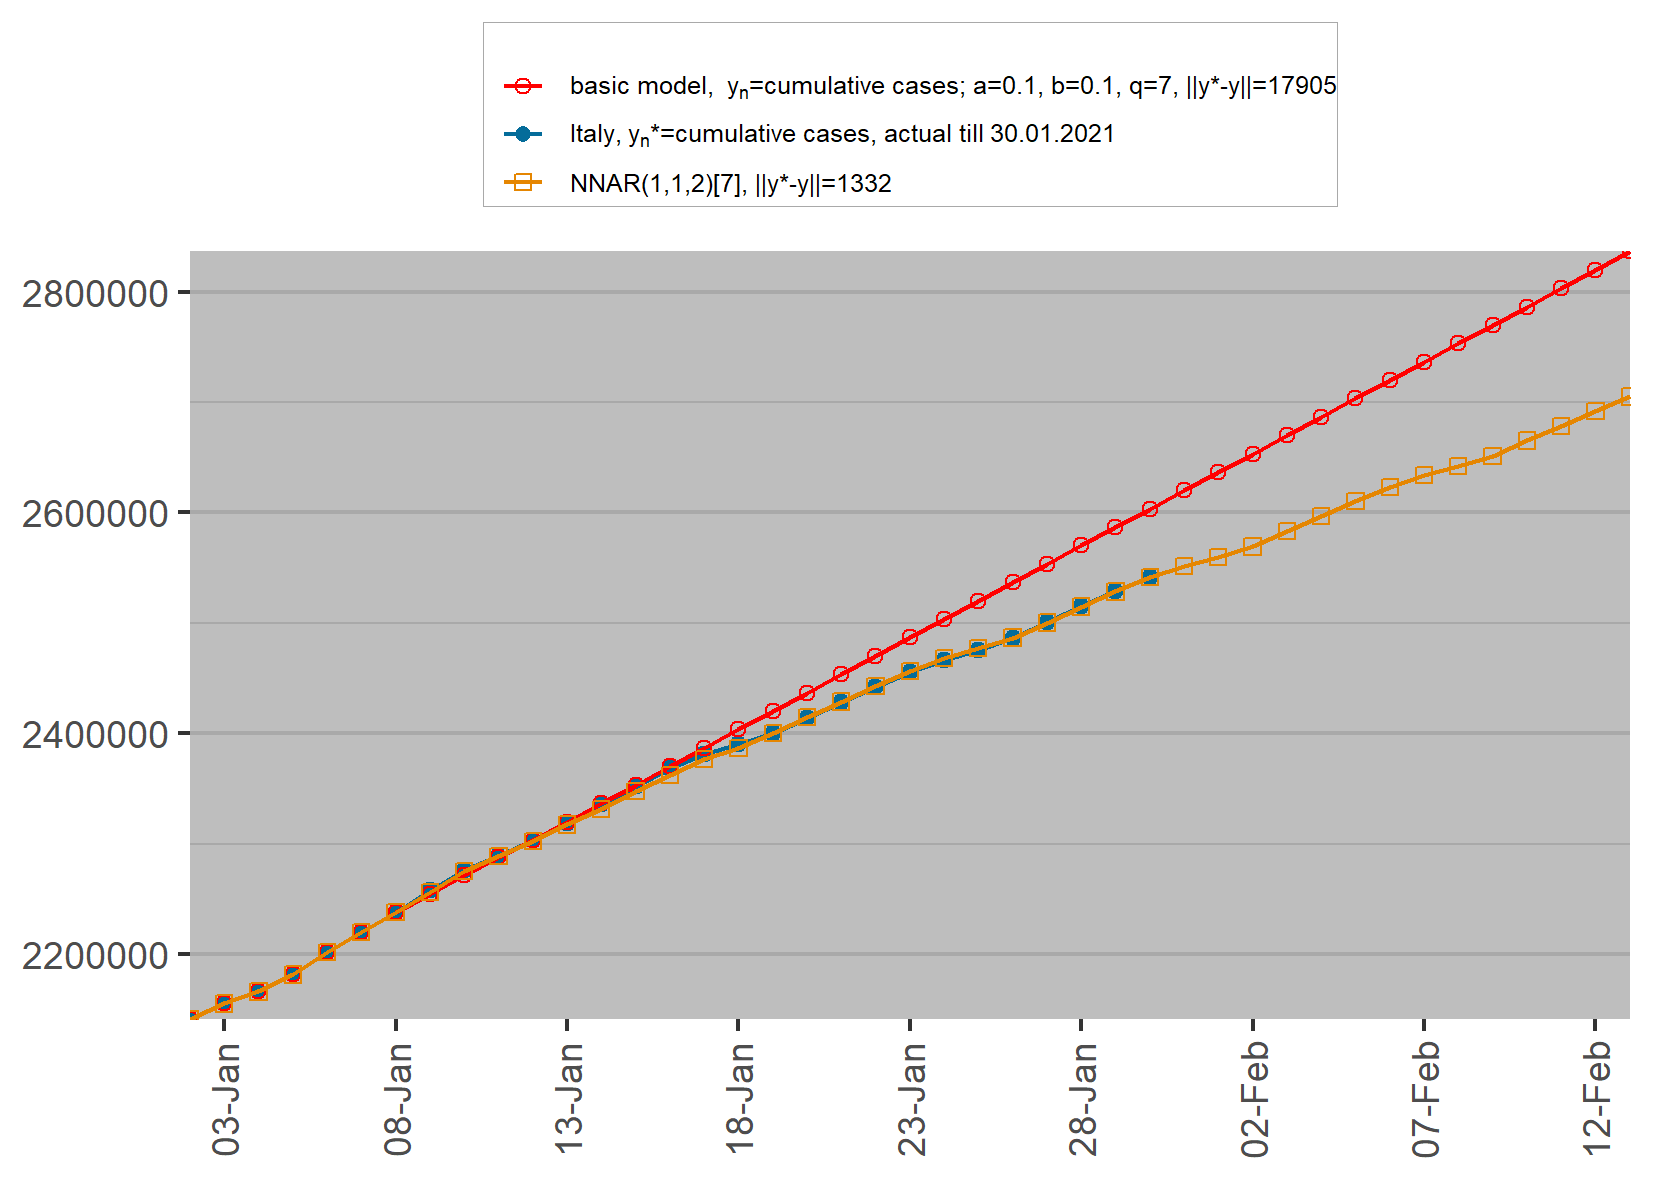 basic model, yn=cumulative cases; a=0.1, b=0.1, q=7, ||y*-y||=17905
Italy, yn*=cumulative cases, actual till 30.01.2021
NNAR(1,1,2)[7], ||y*-y||=1332
2800000
2600000
2400000
2200000
03-Jan
08-Jan
13-Jan
18-Jan
23-Jan
28-Jan
02-Feb
07-Feb
12-Feb